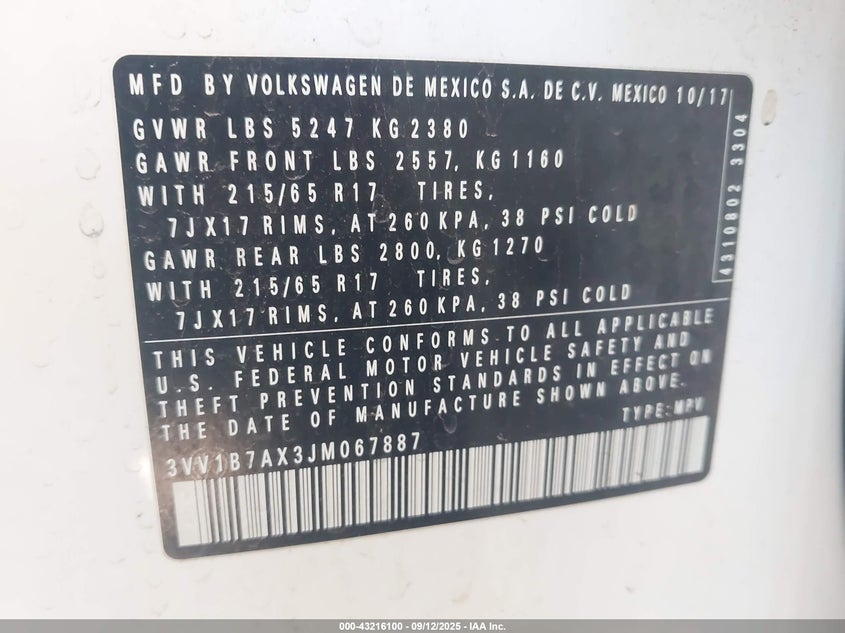 MFD BY VOLKSWAGEN DE MEXICO S.A. DE C.V. MEXICO 10/17
GVWR LBS 5247 KG 2380
GAWR FRONT LBS 2557, KG 1160
WITH 215/65 R17 TIRES,
7JX17 RIMS, AT 260 KPA, 38 PSI COLD
GAWR REAR LBS 2800, KG 1270
WITH 215/65 R17 TIRES,
7JX17 RIMS, AT 260 KPA, 38 PSI COLD
4310802 3304
THIS VEHICLE CONFORMS TO ALL APPLICABLE
U.S. FEDERAL MOTOR VEHICLE SAFETY AND
THEFT PREVENTION STANDARDS IN EFFECT ON
THE DATE OF MANUFACTURE SHOWN ABOVE.
TYPE: MPV
3VV1B7AX3JM067887
000-43216100 - 09/12/2025 - IAA Inc.